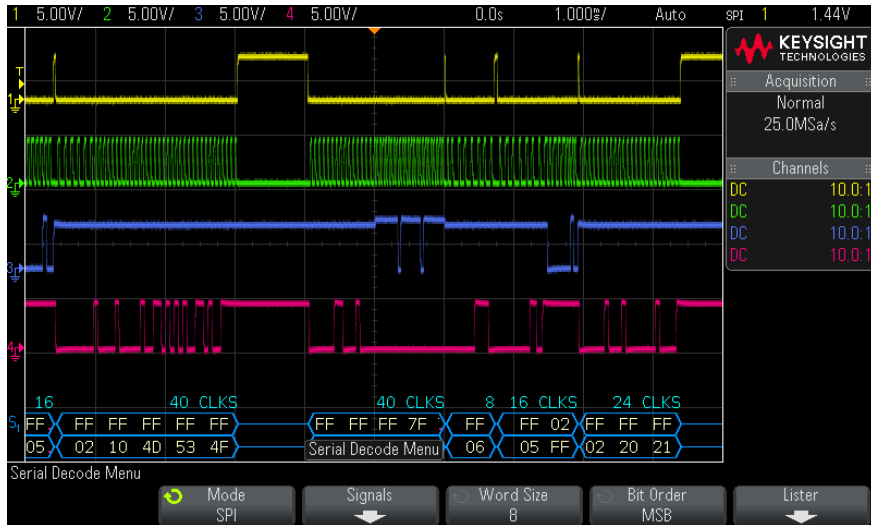 1 5.00V/ 2 5.00V/ 3 5.00V/ 4 5.00V/ 0.0s 1.000ms/ Auto SPI 1 1.44V
KEYSIGHT
TECHNOLOGIES
Acquisition
Normal
25.0MSa/s
Channels
DC 10.0:1
DC 10.0:1
DC 10.0:1
DC 10.0:1
T
1
2
3
4
16 40 CLKS 40 CLKS 8 16 CLKS 24 CLKS
S1 FF FF FF FF FF FF FF FF FF 7F FF FF 02 FF FF FF
05 02 10 4D 53 4F Serial Decode Menu 06 05 FF 02 20 21
Serial Decode Menu
Mode Signals Word Size Bit Order Lister
SPI 8 MSB